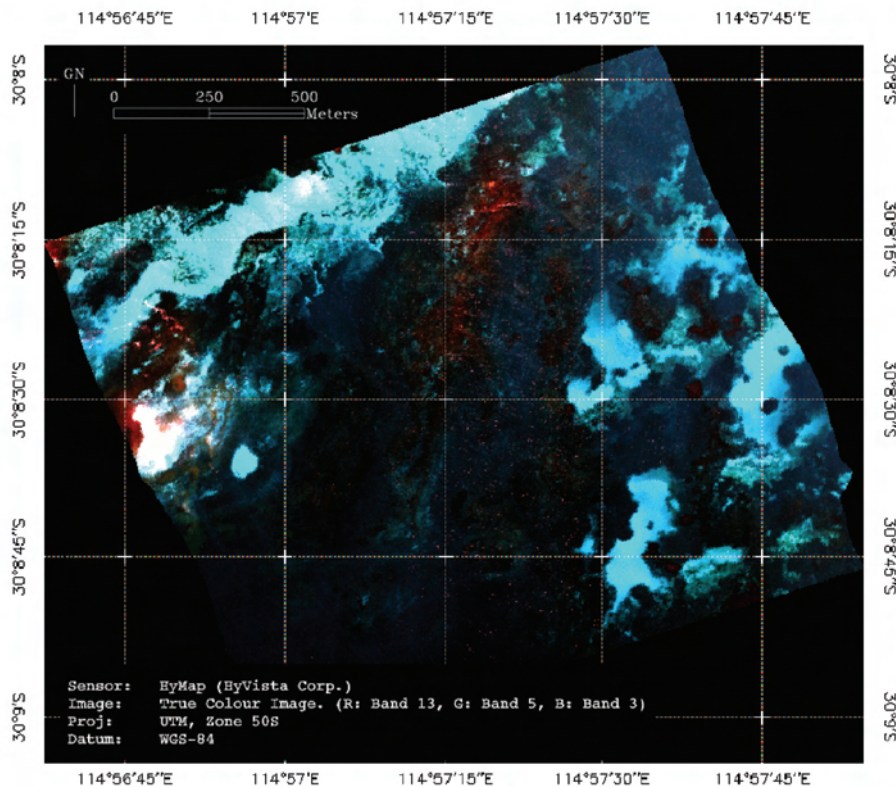 114°56′45″E 114°57′E 114°57′15″E 114°57′30″E 114°57′45″E
30°8′S 30°8′S
GN
0 250 500
Meters
30°8′15″S 30°8′15″S
30°8′30″S 30°8′30″S
30°8′45″S 30°8′45″S
Sensor: HyMap (HyVista Corp.)
Image: True Colour Image. (R: Band 13, G: Band 5, B: Band 3)
Proj: UTM, Zone 50S
Datum: WGS-84
30°9′S 30°9′S
114°56′45″E 114°57′E 114°57′15″E 114°57′30″E 114°57′45″E